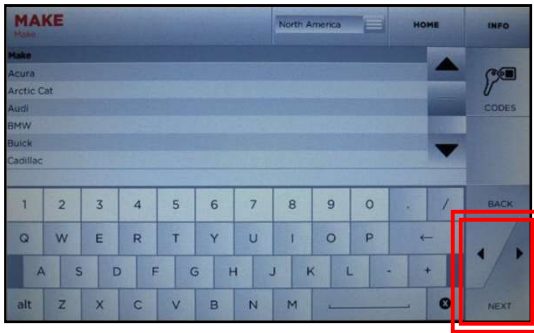 MAKE
Make
North America
HOME
INFO
Make
Acura
Arctic Cat
Audi
BMW
Buick
Cadillac
CODES
1 2 3 4 5 6 7 8 9 0 . /
BACK
Q W E R T Y U I O P ←
A S D F G H J K L - +
alt Z X C V B N M
NEXT